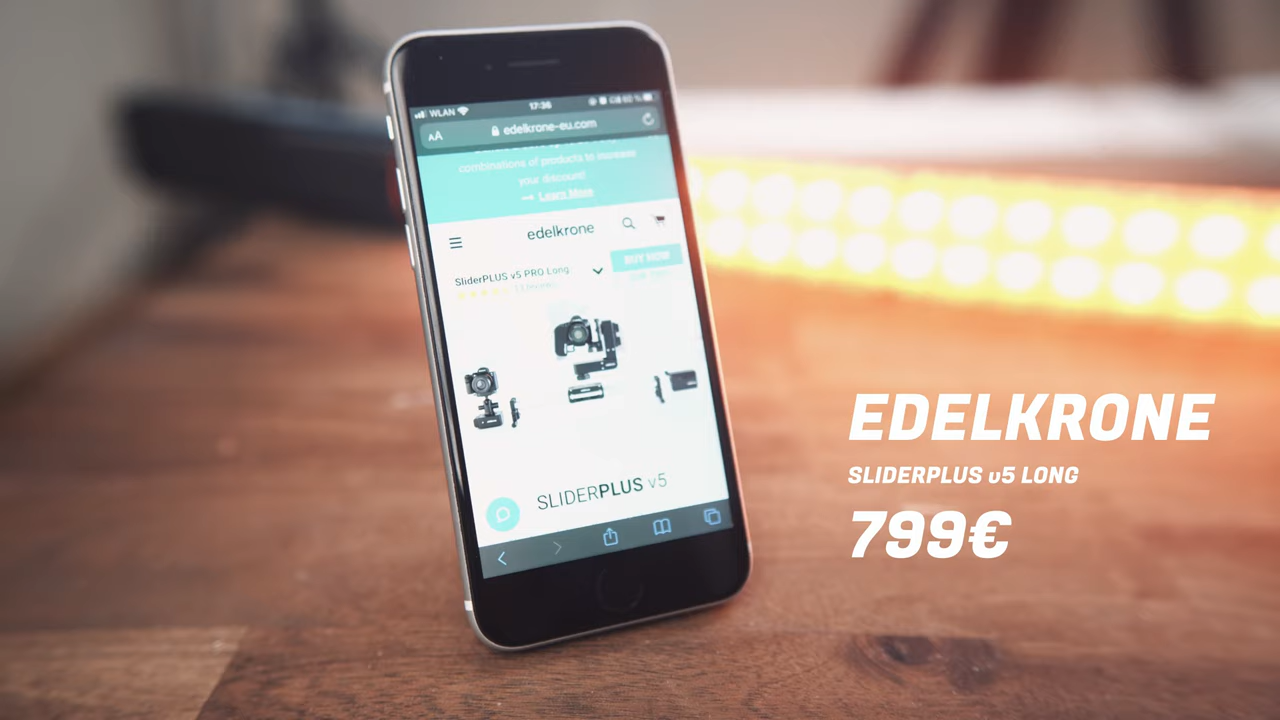 WLAN
17:36
AA
edelkrone-eu.com
combinations of products to increase
your discount!
→ Learn More
edelkrone
BUY NOW
SliderPLUS v5 PRO Long
SLIDERPLUS v5
EDELKRONE
SLIDERPLUS v5 LONG
799€